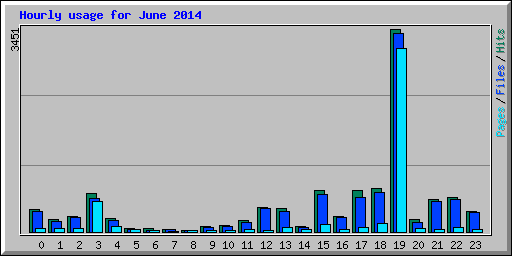 Hourly usage for June 2014
3451
Pages/Files/Hits
0 1 2 3 4 5 6 7 8 9 10 11 12 13 14 15 16 17 18 19 20 21 22 23